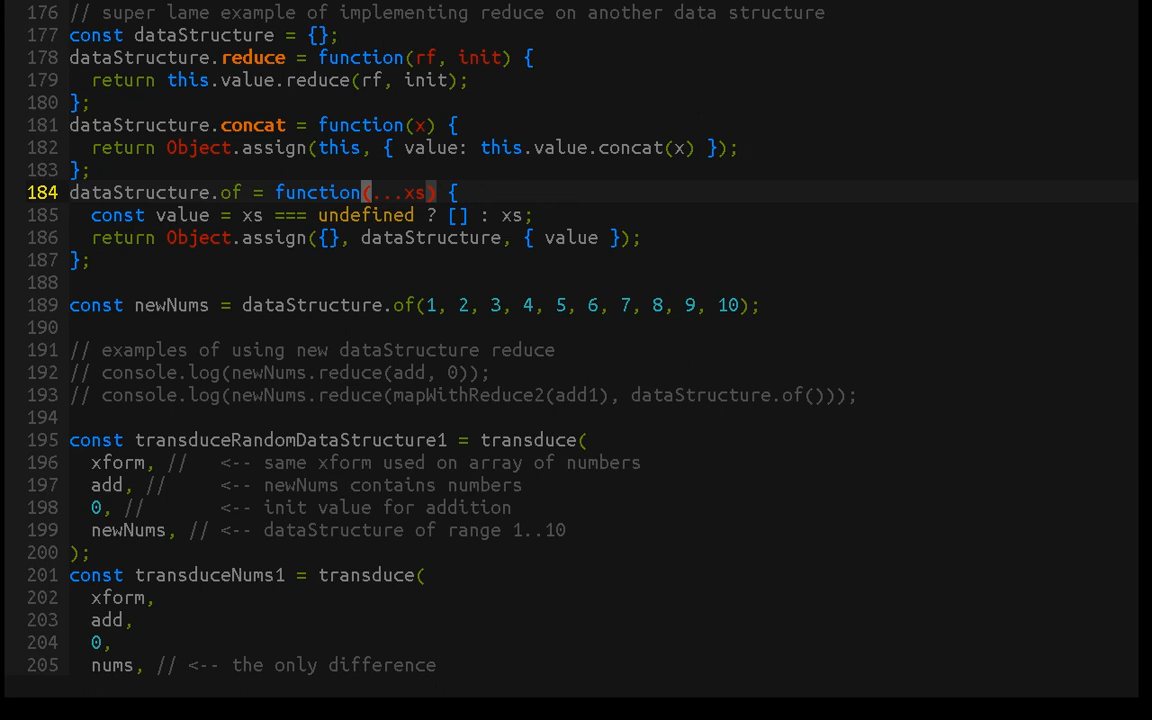 176 // super lame example of implementing reduce on another data structure
177 const dataStructure = {};
178 dataStructure.reduce = function(rf, init) {
179   return this.value.reduce(rf, init);
180 };
181 dataStructure.concat = function(x) {
182   return Object.assign(this, { value: this.value.concat(x) });
183 };
184 dataStructure.of = function(...xs) {
185   const value = xs === undefined ? [] : xs;
186   return Object.assign({}, dataStructure, { value });
187 };
188
189 const newNums = dataStructure.of(1, 2, 3, 4, 5, 6, 7, 8, 9, 10);
190
191 // examples of using new dataStructure reduce
192 // console.log(newNums.reduce(add, 0));
193 // console.log(newNums.reduce(mapWithReduce2(add1), dataStructure.of()));
194
195 const transduceRandomDataStructure1 = transduce(
196   xform, //   <-- same xform used on array of numbers
197   add, //     <-- newNums contains numbers
198   0, //       <-- init value for addition
199   newNums, // <-- dataStructure of range 1..10
200 );
201 const transduceNums1 = transduce(
202   xform,
203   add,
204   0,
205   nums, // <-- the only difference